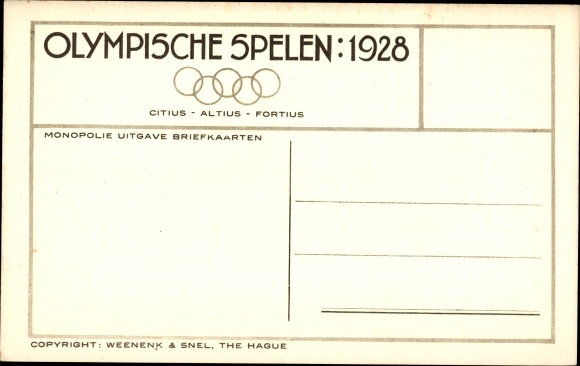 OLYMPISCHE SPELEN: 1928
CITIUS - ALTIUS - FORTIUS
MONOPOLIE UITGAVE BRIEFKAARTEN
COPYRIGHT: WEENENK & SNEL, THE HAGUE